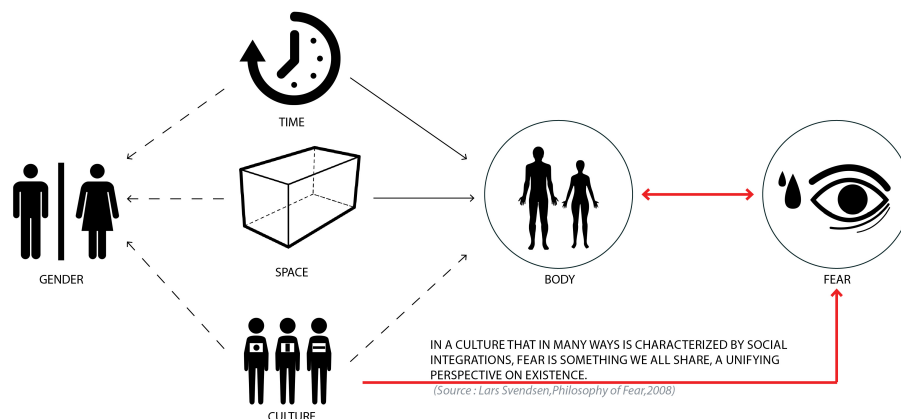 TIME
GENDER
SPACE
BODY
FEAR
CULTURE
IN A CULTURE THAT IN MANY WAYS IS CHARACTERIZED BY SOCIAL
INTEGRATIONS, FEAR IS SOMETHING WE ALL SHARE, A UNIFYING
PERSPECTIVE ON EXISTENCE.
(Source : Lars Svendsen,Philosophy of Fear,2008)